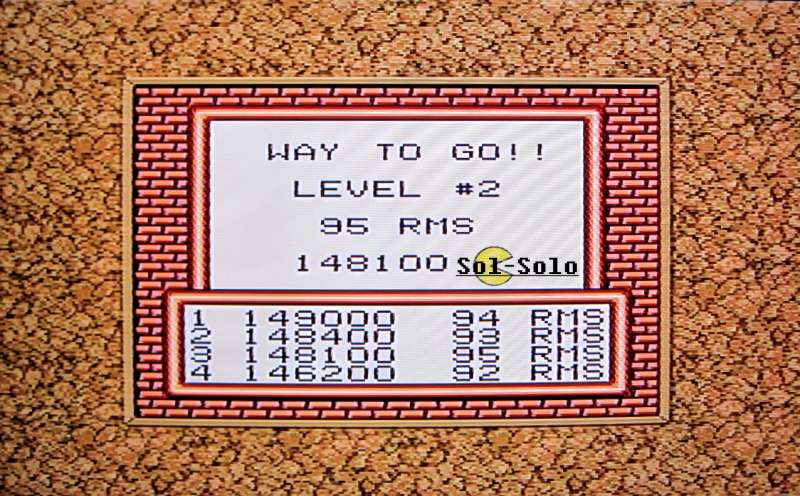 WAY TO GO!!
LEVEL #2
95 RMS
148100
Sol-Solo
1 149000 94 RMS
2 148400 93 RMS
3 148100 95 RMS
4 146200 92 RMS